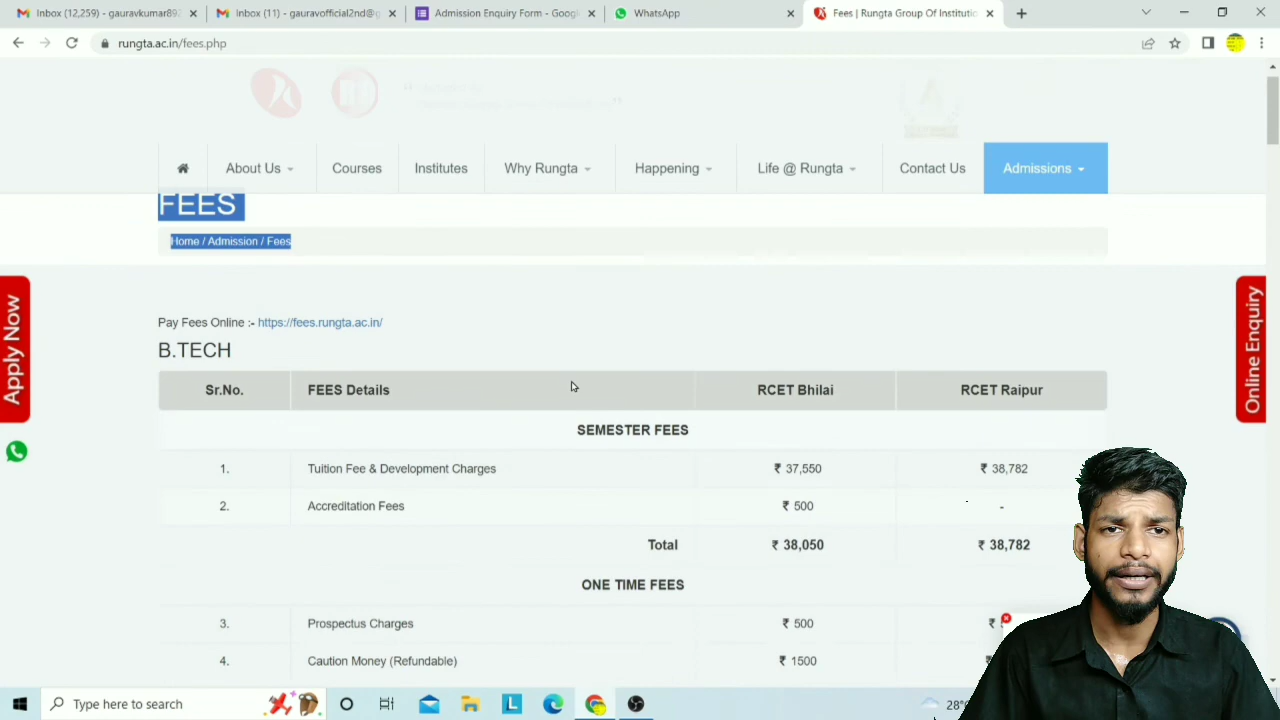 Inbox (12,259) - gauravkumar89
Inbox (11) - gauravofficial2nd@g
Admission Enquiry Form - Google
WhatsApp
Fees | Rungta Group Of Institutio
rungta.ac.in/fees.php
About Us
Courses
Institutes
Why Rungta
Happening
Life @ Rungta
Contact Us
Admissions
FEES
Home / Admission / Fees
Apply Now
Online Enquiry
Pay Fees Online :- https://fees.rungta.ac.in/
B.TECH
Sr.No. FEES Details RCET Bhilai RCET Raipur
SEMESTER FEES
1. Tuition Fee & Development Charges ₹ 37,550 ₹ 38,782
2. Accreditation Fees ₹ 500 -
Total ₹ 38,050 ₹ 38,782
ONE TIME FEES
3. Prospectus Charges ₹ 500 ₹
4. Caution Money (Refundable) ₹ 1500
Type here to search
28°